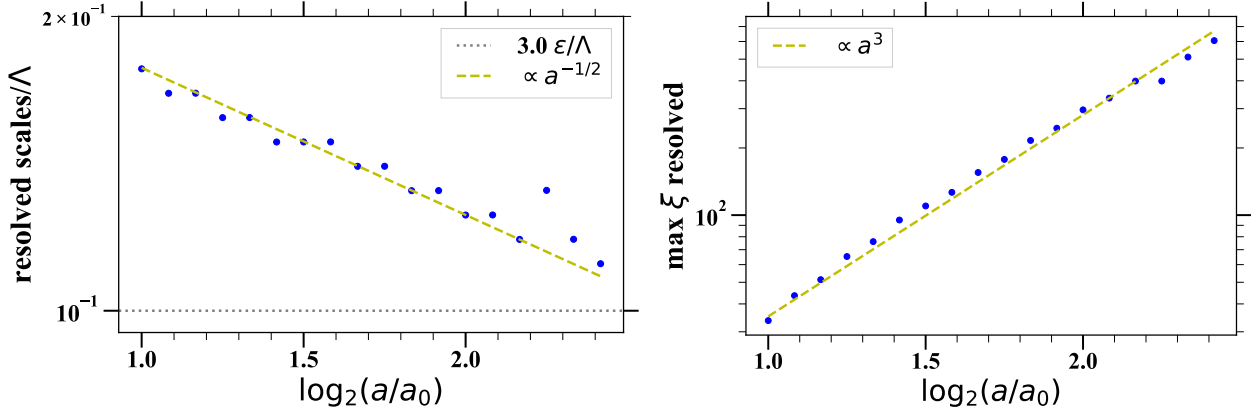 resolved scales/Λ
2 × 10⁻¹
10⁻¹
3.0 ε/Λ
∝ a⁻¹/²
1.0 1.5 2.0
log₂(a/a₀)
max ξ resolved
10²
∝ a³
1.0 1.5 2.0
log₂(a/a₀)